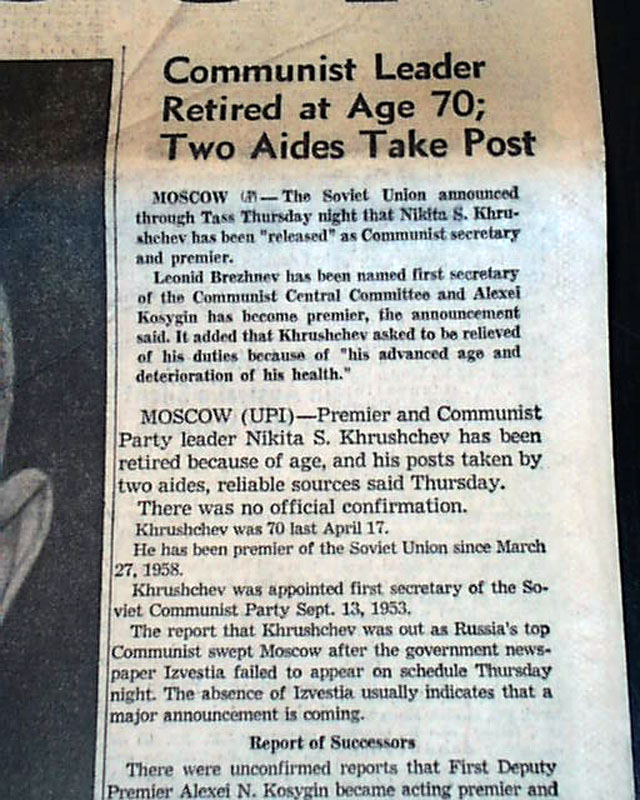 Communist Leader
Retired at Age 70;
Two Aides Take Post
MOSCOW (AP) — The Soviet Union announced
through Tass Thursday night that Nikita S. Khru-
shchev has been "released" as Communist secretary
and premier.
Leonid Brezhnev has been named first secretary
of the Communist Central Committee and Alexei
Kosygin has become premier, the announcement
said. It added that Khrushchev asked to be relieved
of his duties because of "his advanced age and
deterioration of his health."
MOSCOW (UPI)—Premier and Communist
Party leader Nikita S. Khrushchev has been
retired because of age, and his posts taken by
two aides, reliable sources said Thursday.
There was no official confirmation.
Khrushchev was 70 last April 17.
He has been premier of the Soviet Union since March
27, 1958.
Khrushchev was appointed first secretary of the So-
viet Communist Party Sept. 13, 1953.
The report that Khrushchev was out as Russia's top
Communist swept Moscow after the government news-
paper Izvestia failed to appear on schedule Thursday
night. The absence of Izvestia usually indicates that a
major announcement is coming.
Report of Successors
There were unconfirmed reports that First Deputy
Premier Alexei N. Kosygin became acting premier and